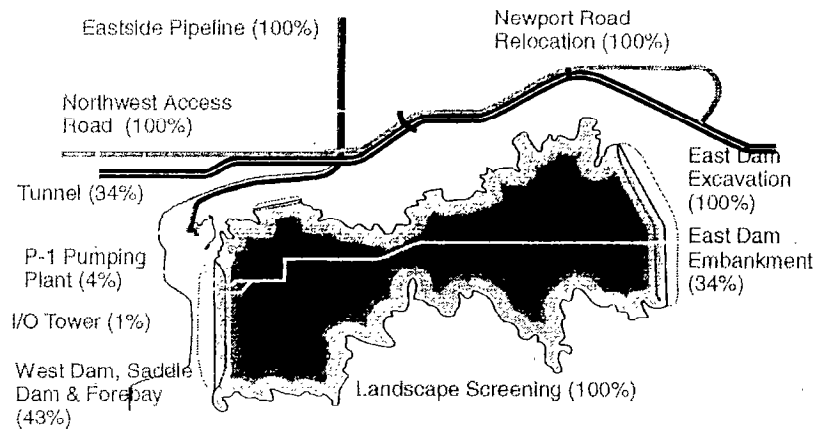 Eastside Pipeline (100%)
Newport Road
Relocation (100%)
Northwest Access
Road (100%)
Tunnel (34%)
East Dam
Excavation
(100%)
P-1 Pumping
Plant (4%)
East Dam
Embankment
(34%)
I/O Tower (1%)
West Dam, Saddle
Dam & Forebay
(43%)
Landscape Screening (100%)